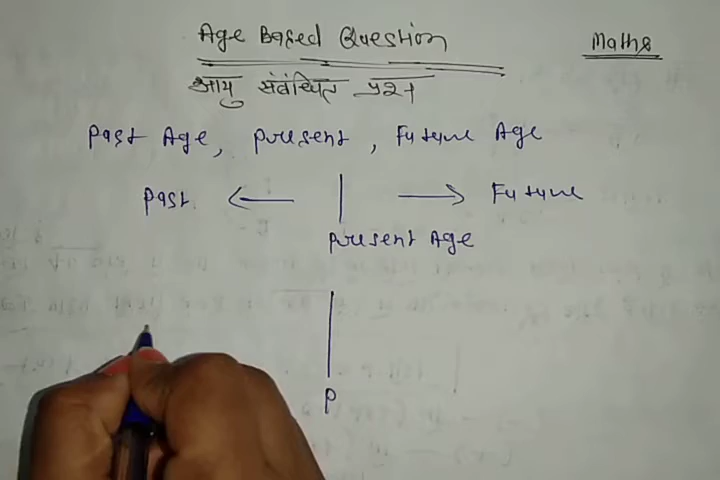 Age Based Question
Maths
आयु संबंधित प्रश्न
Past Age, Present, Future Age
Past ← | → Future
Present Age
P